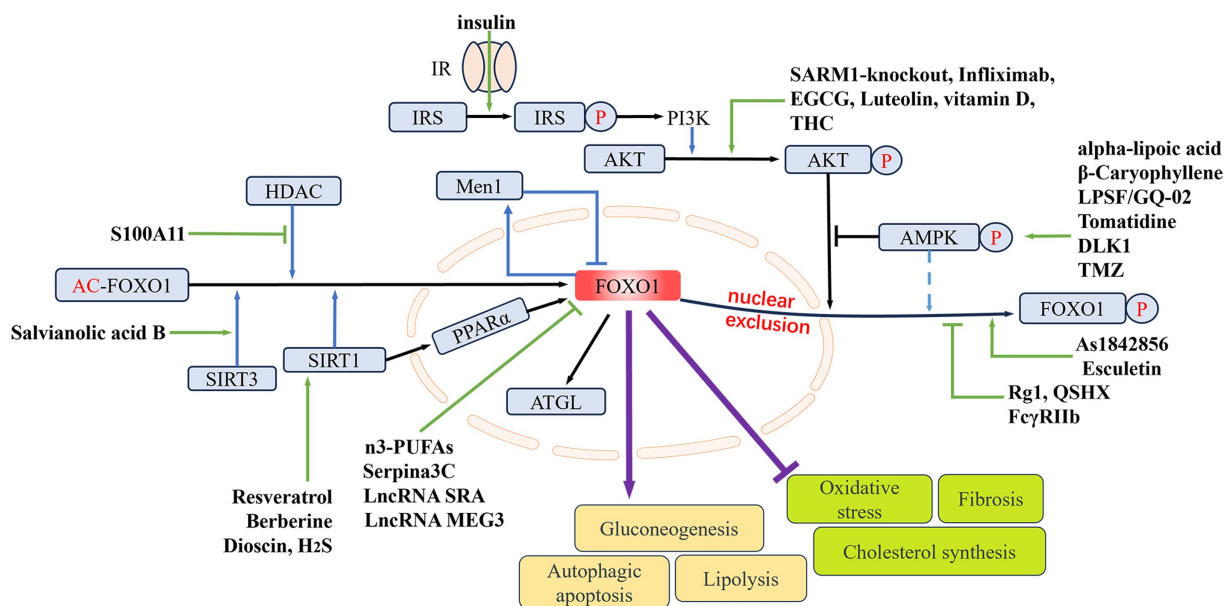 insulin
IR
IRS
IRS
P
PI3K
SARM1-knockout, Infliximab,
EGCG, Luteolin, vitamin D,
THC
AKT
AKT
P
alpha-lipoic acid
β-Caryophyllene
LPSF/GQ-02
Tomatidine
DLK1
TMZ
HDAC
Men1
S100A11
AMPK
P
AC-FOXO1
FOXO1
nuclear
exclusion
FOXO1
P
Salvianolic acid B
PPARα
SIRT3
SIRT1
ATGL
As1842856
Esculetin
Rg1, QSHX
FcγRIIb
n3-PUFAs
Serpina3C
LncRNA SRA
LncRNA MEG3
Resveratrol
Berberine
Dioscin, H2S
Gluconeogenesis
Autophagic
apoptosis
Lipolysis
Oxidative
stress
Fibrosis
Cholesterol synthesis